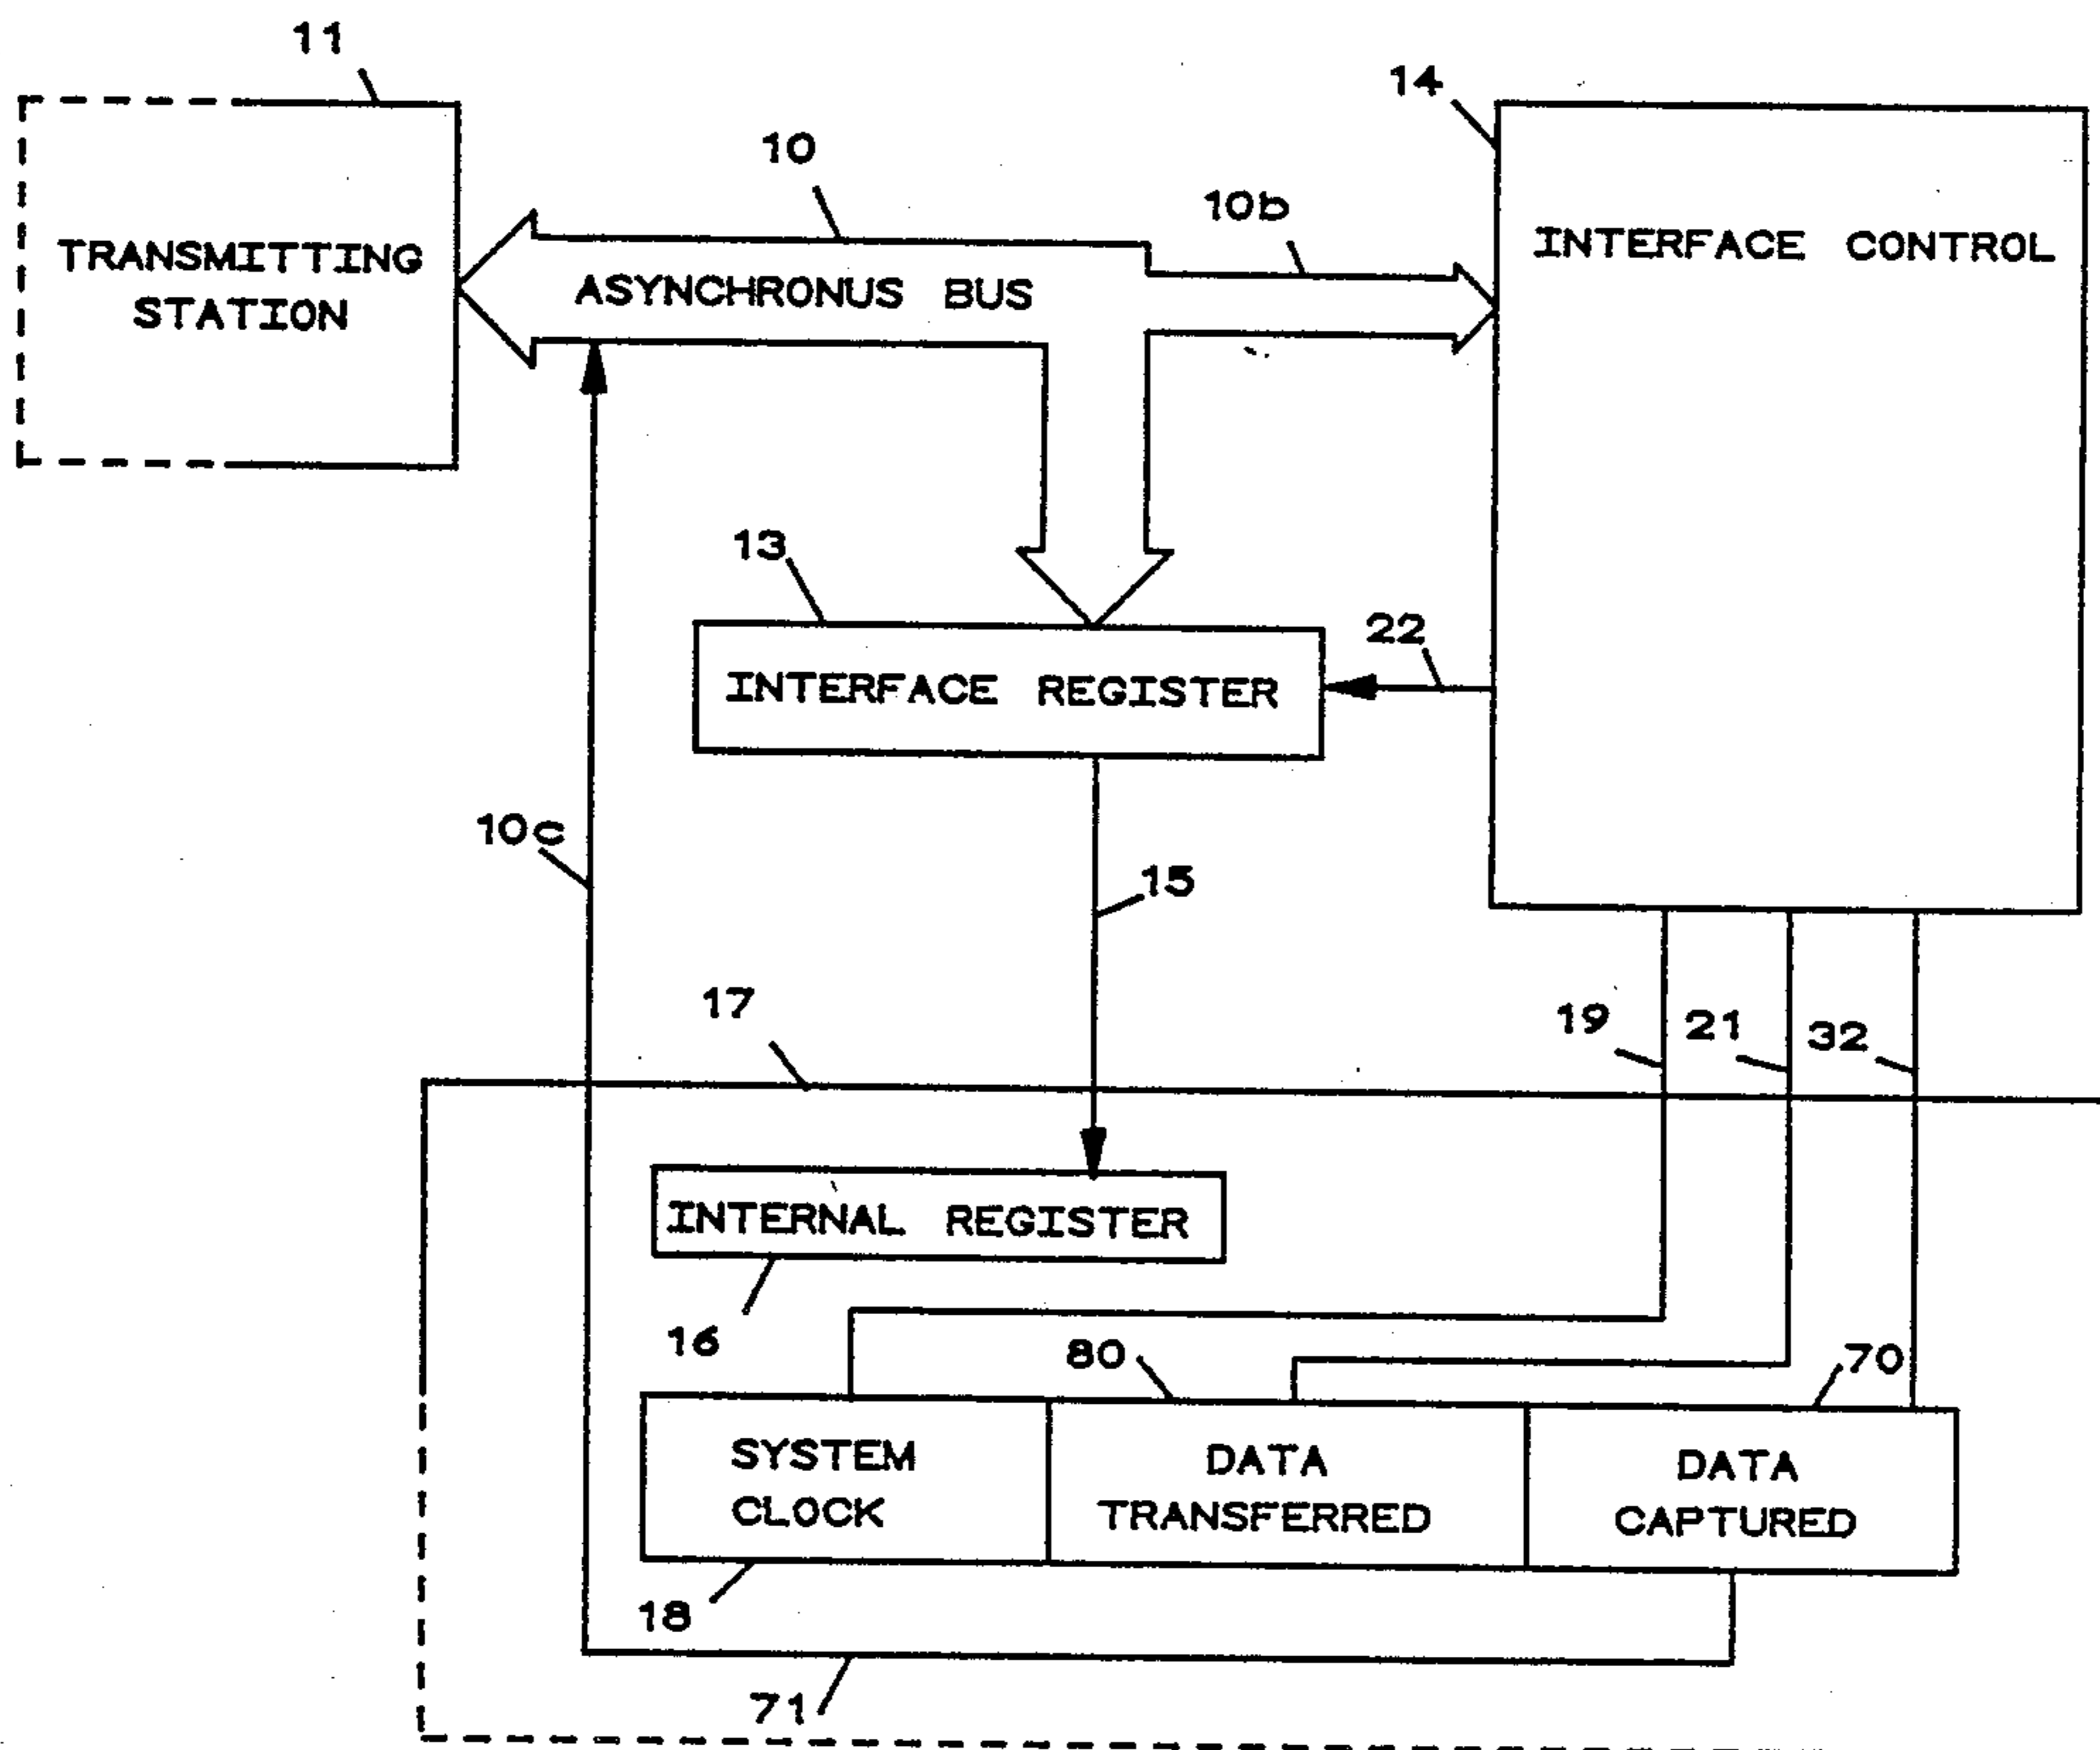 11
14
10
10b
TRANSMITTING
STATION
ASYNCHRONUS BUS
INTERFACE CONTROL
13
22
INTERFACE REGISTER
10c
15
17
19
21
32
INTERNAL REGISTER
16
80
70
SYSTEM
CLOCK
DATA
TRANSFERRED
DATA
CAPTURED
18
71